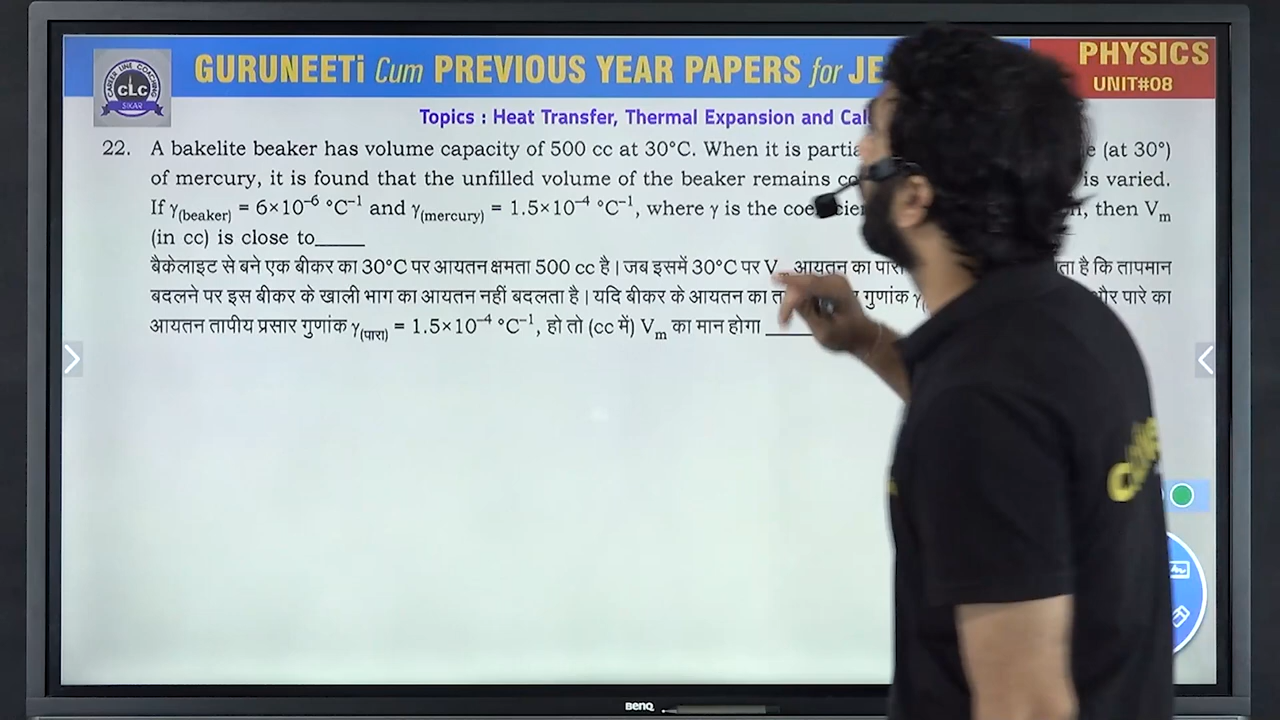 CAREER LINE COACHING
CLC
SIKAR
GURUNEETi Cum PREVIOUS YEAR PAPERS for JE
PHYSICS
UNIT#08
Topics : Heat Transfer, Thermal Expansion and Cal
22. A bakelite beaker has volume capacity of 500 cc at 30°C. When it is partia (at 30°)
of mercury, it is found that the unfilled volume of the beaker remains co is varied.
If γ(beaker) = 6×10⁻⁶ °C⁻¹ and γ(mercury) = 1.5×10⁻⁴ °C⁻¹, where γ is the coe then Vm
(in cc) is close to_____
बैकेलाइट से बने एक बीकर का 30°C पर आयतन क्षमता 500 cc है। जब इसमें 30°C पर Vm आयतन का पारा है कि तापमान
बदलने पर इस बीकर के खाली भाग का आयतन नहीं बदलता है। यदि बीकर के आयतन का गुणांक और पारे का
आयतन तापीय प्रसार गुणांक γ(पारा) = 1.5×10⁻⁴ °C⁻¹, हो तो (cc में) Vm का मान होगा _____
BENQ